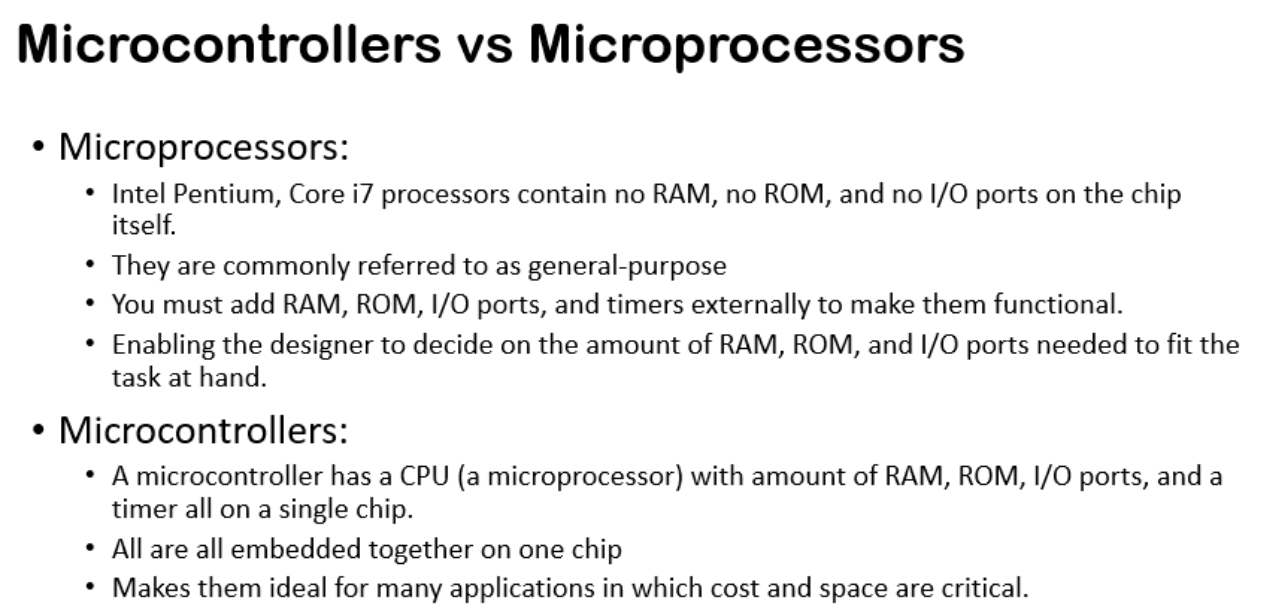 Microcontrollers vs Microprocessors
• Microprocessors:
• Intel Pentium, Core i7 processors contain no RAM, no ROM, and no I/O ports on the chip
itself.
• They are commonly referred to as general-purpose
• You must add RAM, ROM, I/O ports, and timers externally to make them functional.
• Enabling the designer to decide on the amount of RAM, ROM, and I/O ports needed to fit the
task at hand.
• Microcontrollers:
• A microcontroller has a CPU (a microprocessor) with amount of RAM, ROM, I/O ports, and a
timer all on a single chip.
• All are all embedded together on one chip
• Makes them ideal for many applications in which cost and space are critical.